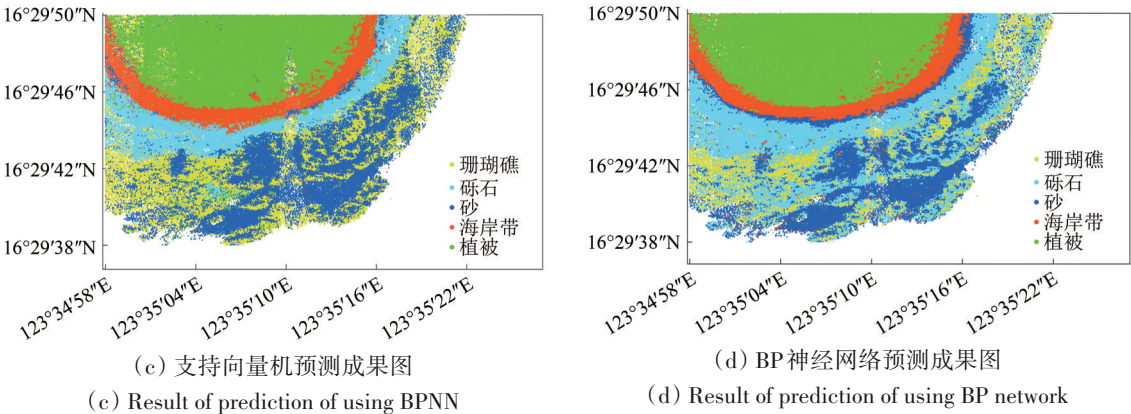 16°29′50″N
16°29′46″N
16°29′42″N
16°29′38″N
珊瑚礁
砾石
砂
海岸带
植被
123°34′58″E
123°35′04″E
123°35′10″E
123°35′16″E
123°35′22″E
(c) 支持向量机预测成果图
(c) Result of prediction of using BPNN
16°29′50″N
16°29′46″N
16°29′42″N
16°29′38″N
珊瑚礁
砾石
砂
海岸带
植被
123°34′58″E
123°35′04″E
123°35′10″E
123°35′16″E
123°35′22″E
(d) BP神经网络预测成果图
(d) Result of prediction of using BP network